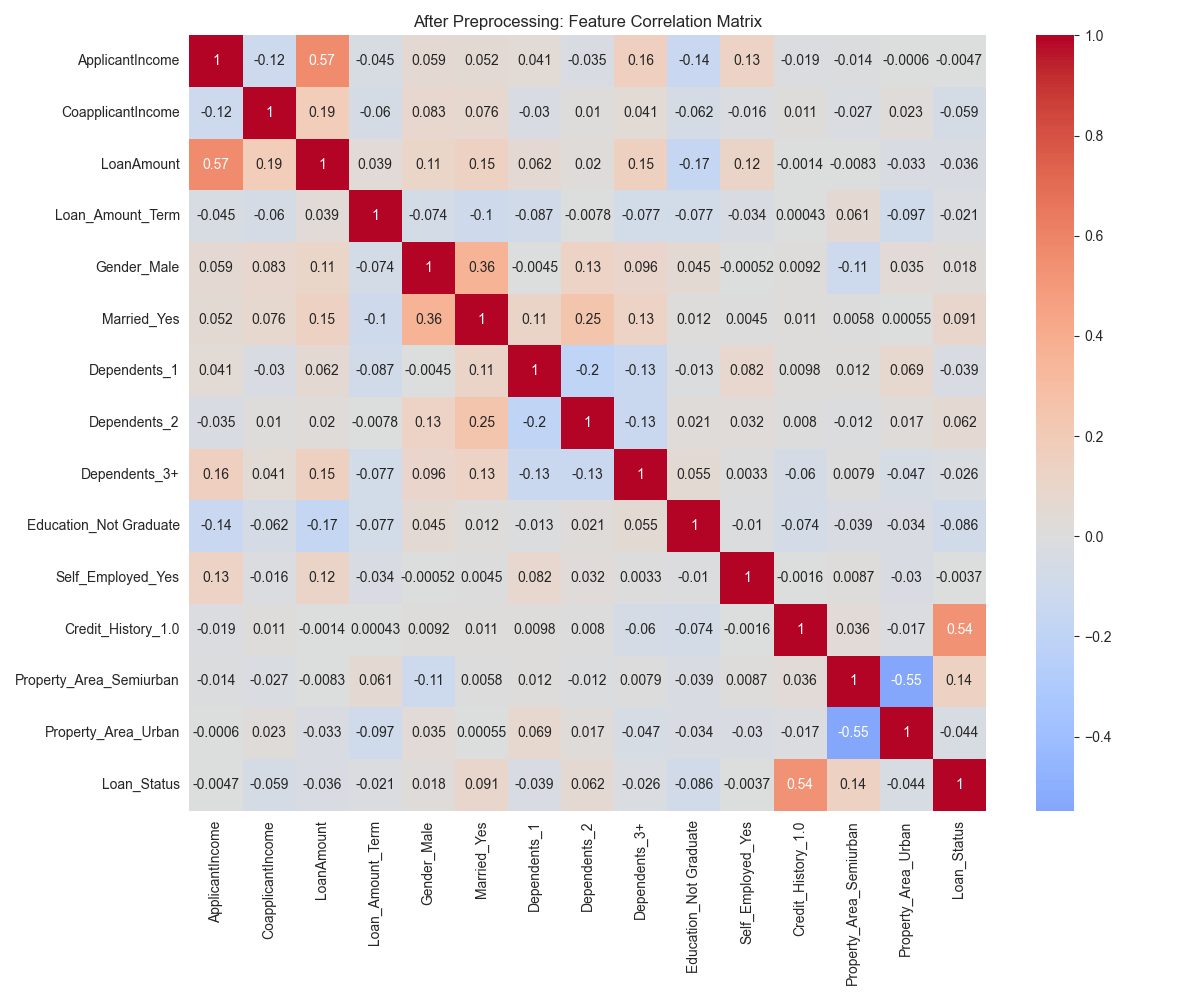 After Preprocessing: Feature Correlation Matrix
ApplicantIncome 1 -0.12 0.57 -0.045 0.059 0.052 0.041 -0.035 0.16 -0.14 0.13 -0.019 -0.014 -0.0006 -0.0047
CoapplicantIncome -0.12 1 0.19 -0.06 0.083 0.076 -0.03 0.01 0.041 -0.062 -0.016 0.011 -0.027 0.023 -0.059
LoanAmount 0.57 0.19 1 0.039 0.11 0.15 0.062 0.02 0.15 -0.17 0.12 -0.0014 -0.0083 -0.033 -0.036
Loan_Amount_Term -0.045 -0.06 0.039 1 -0.074 -0.1 -0.087 -0.0078 -0.077 -0.077 -0.034 0.00043 0.061 -0.097 -0.021
Gender_Male 0.059 0.083 0.11 -0.074 1 0.36 -0.0045 0.13 0.096 0.045 -0.00052 0.0092 -0.11 0.035 0.018
Married_Yes 0.052 0.076 0.15 -0.1 0.36 1 0.11 0.25 0.13 0.012 0.0045 0.011 0.0058 0.00055 0.091
Dependents_1 0.041 -0.03 0.062 -0.087 -0.0045 0.11 1 -0.2 -0.13 -0.013 0.082 0.0098 0.012 0.069 -0.039
Dependents_2 -0.035 0.01 0.02 -0.0078 0.13 0.25 -0.2 1 -0.13 0.021 0.032 0.008 -0.012 0.017 0.062
Dependents_3+ 0.16 0.041 0.15 -0.077 0.096 0.13 -0.13 -0.13 1 0.055 0.0033 -0.06 0.0079 -0.047 -0.026
Education_Not Graduate -0.14 -0.062 -0.17 -0.077 0.045 0.012 -0.013 0.021 0.055 1 -0.01 -0.074 -0.039 -0.034 -0.086
Self_Employed_Yes 0.13 -0.016 0.12 -0.034 -0.00052 0.0045 0.082 0.032 0.0033 -0.01 1 -0.0016 0.0087 -0.03 -0.0037
Credit_History_1.0 -0.019 0.011 -0.0014 0.00043 0.0092 0.011 0.0098 0.008 -0.06 -0.074 -0.0016 1 0.036 -0.017 0.54
Property_Area_Semiurban -0.014 -0.027 -0.0083 0.061 -0.11 0.0058 0.012 -0.012 0.0079 -0.039 0.0087 0.036 1 -0.55 0.14
Property_Area_Urban -0.0006 0.023 -0.033 -0.097 0.035 0.00055 0.069 0.017 -0.047 -0.034 -0.03 -0.017 -0.55 1 -0.044
Loan_Status -0.0047 -0.059 -0.036 -0.021 0.018 0.091 -0.039 0.062 -0.026 -0.086 -0.0037 0.54 0.14 -0.044 1
ApplicantIncome
CoapplicantIncome
LoanAmount
Loan_Amount_Term
Gender_Male
Married_Yes
Dependents_1
Dependents_2
Dependents_3+
Education_Not Graduate
Self_Employed_Yes
Credit_History_1.0
Property_Area_Semiurban
Property_Area_Urban
Loan_Status
1.0
0.8
0.6
0.4
0.2
0.0
−0.2
−0.4